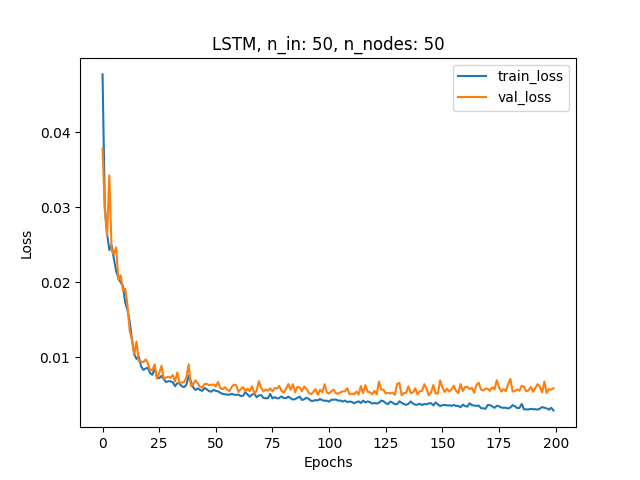 LSTM, n_in: 50, n_nodes: 50
train_loss
val_loss
0.04
0.03
0.02
0.01
Loss
0 25 50 75 100 125 150 175 200
Epochs